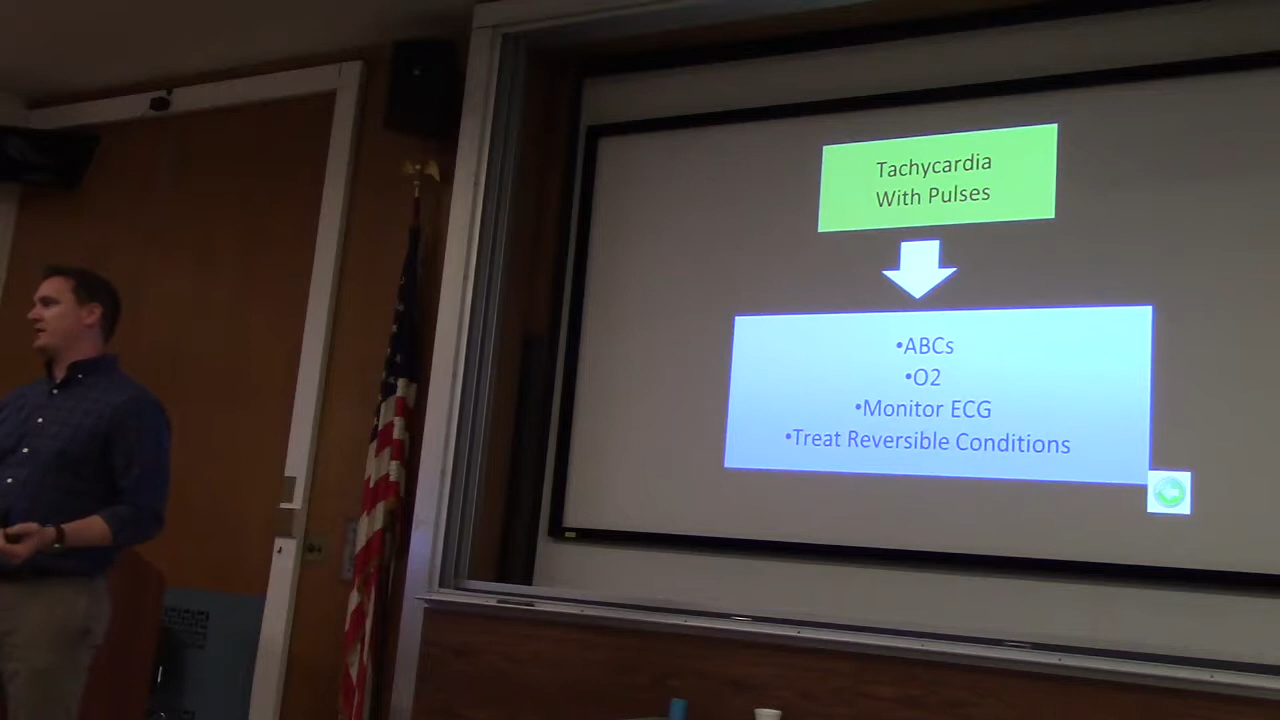 Tachycardia
With Pulses
•ABCs
•O2
•Monitor ECG
•Treat Reversible Conditions